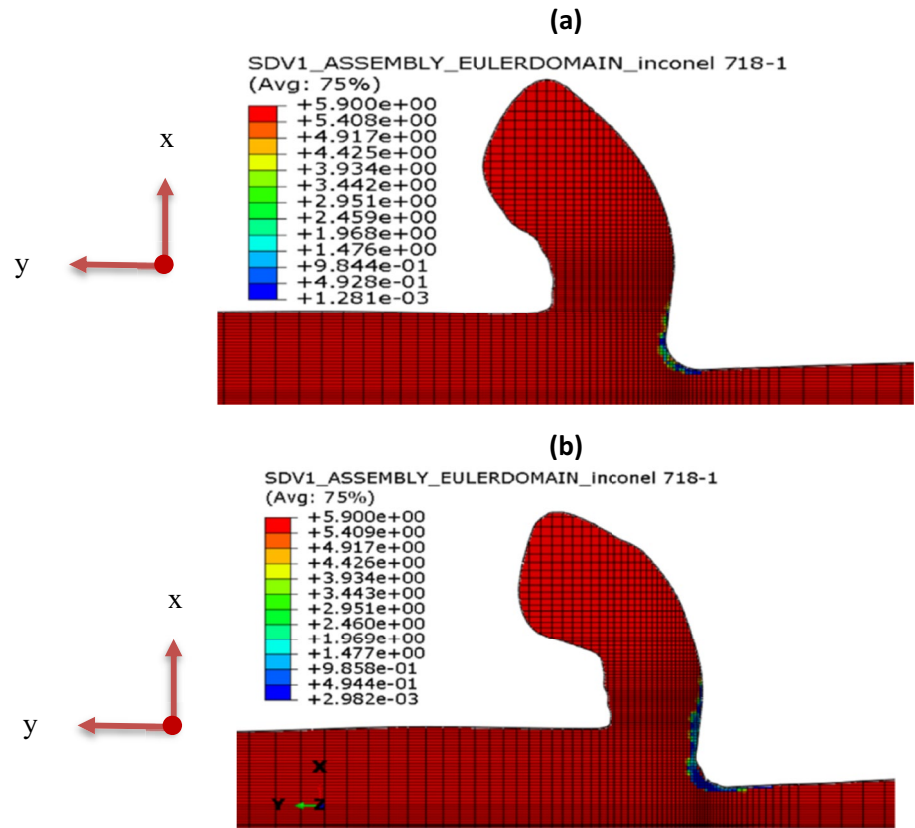 (a)
SDV1_ASSEMBLY_EULERDOMAIN_inconel 718-1
(Avg: 75%)
+5.900e+00
+5.408e+00
+4.917e+00
+4.425e+00
+3.934e+00
+3.442e+00
+2.951e+00
+2.459e+00
+1.968e+00
+1.476e+00
+9.844e-01
+4.928e-01
+1.281e-03
x
y
(b)
SDV1_ASSEMBLY_EULERDOMAIN_inconel 718-1
(Avg: 75%)
+5.900e+00
+5.409e+00
+4.917e+00
+4.426e+00
+3.934e+00
+3.443e+00
+2.951e+00
+2.460e+00
+1.969e+00
+1.477e+00
+9.858e-01
+4.944e-01
+2.982e-03
x
y
X
Y Z